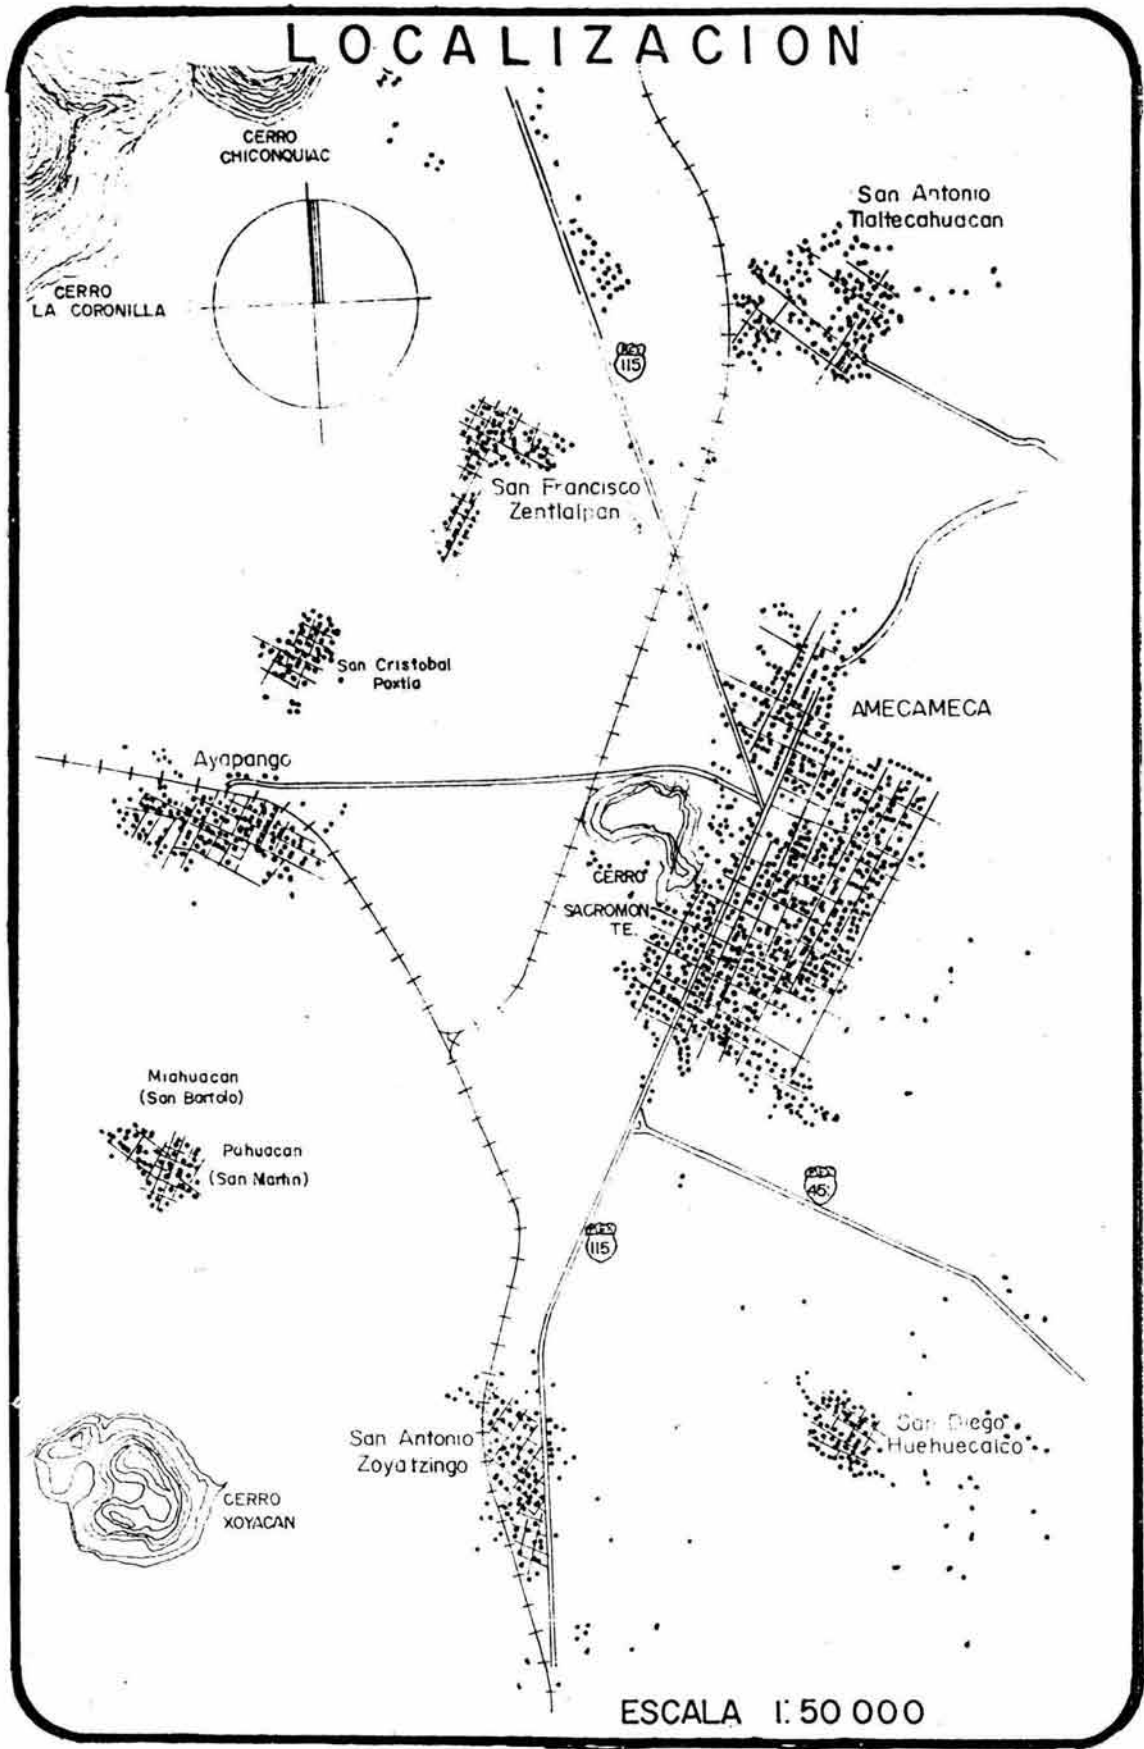 LOCALIZACION
CERRO
CHICONQUIAC
San Antonio
Tlaltecahuacan
CERRO
LA CORONILLA
115
San Francisco
Zentlalpan
San Cristobal
Poxtla
AMECAMECA
Ayapango
CERRO
SACROMON
TE.
Miahuacan
(San Bartolo)
Pahuacan
(San Martin)
45
115
San Antonio
Zoyatzingo
San Diego
Huehuecalco
CERRO
XOYACAN
ESCALA 1:50 000